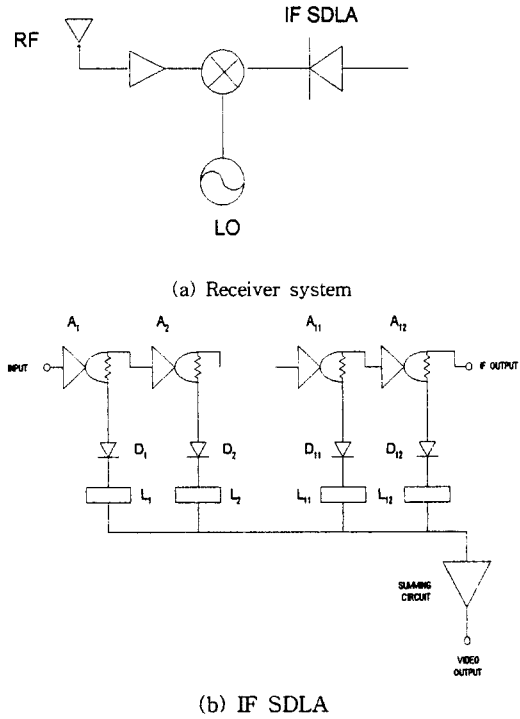 IF SDLA
RF
LO
(a) Receiver system
A₁ A₂ A₁₁ A₁₂
INPUT
IF OUTPUT
D₁ D₂ D₁₁ D₁₂
L₁ L₂ L₁₁ L₁₂
SUMMING
CIRCUIT
VIDEO
OUTPUT
(b) IF SDLA